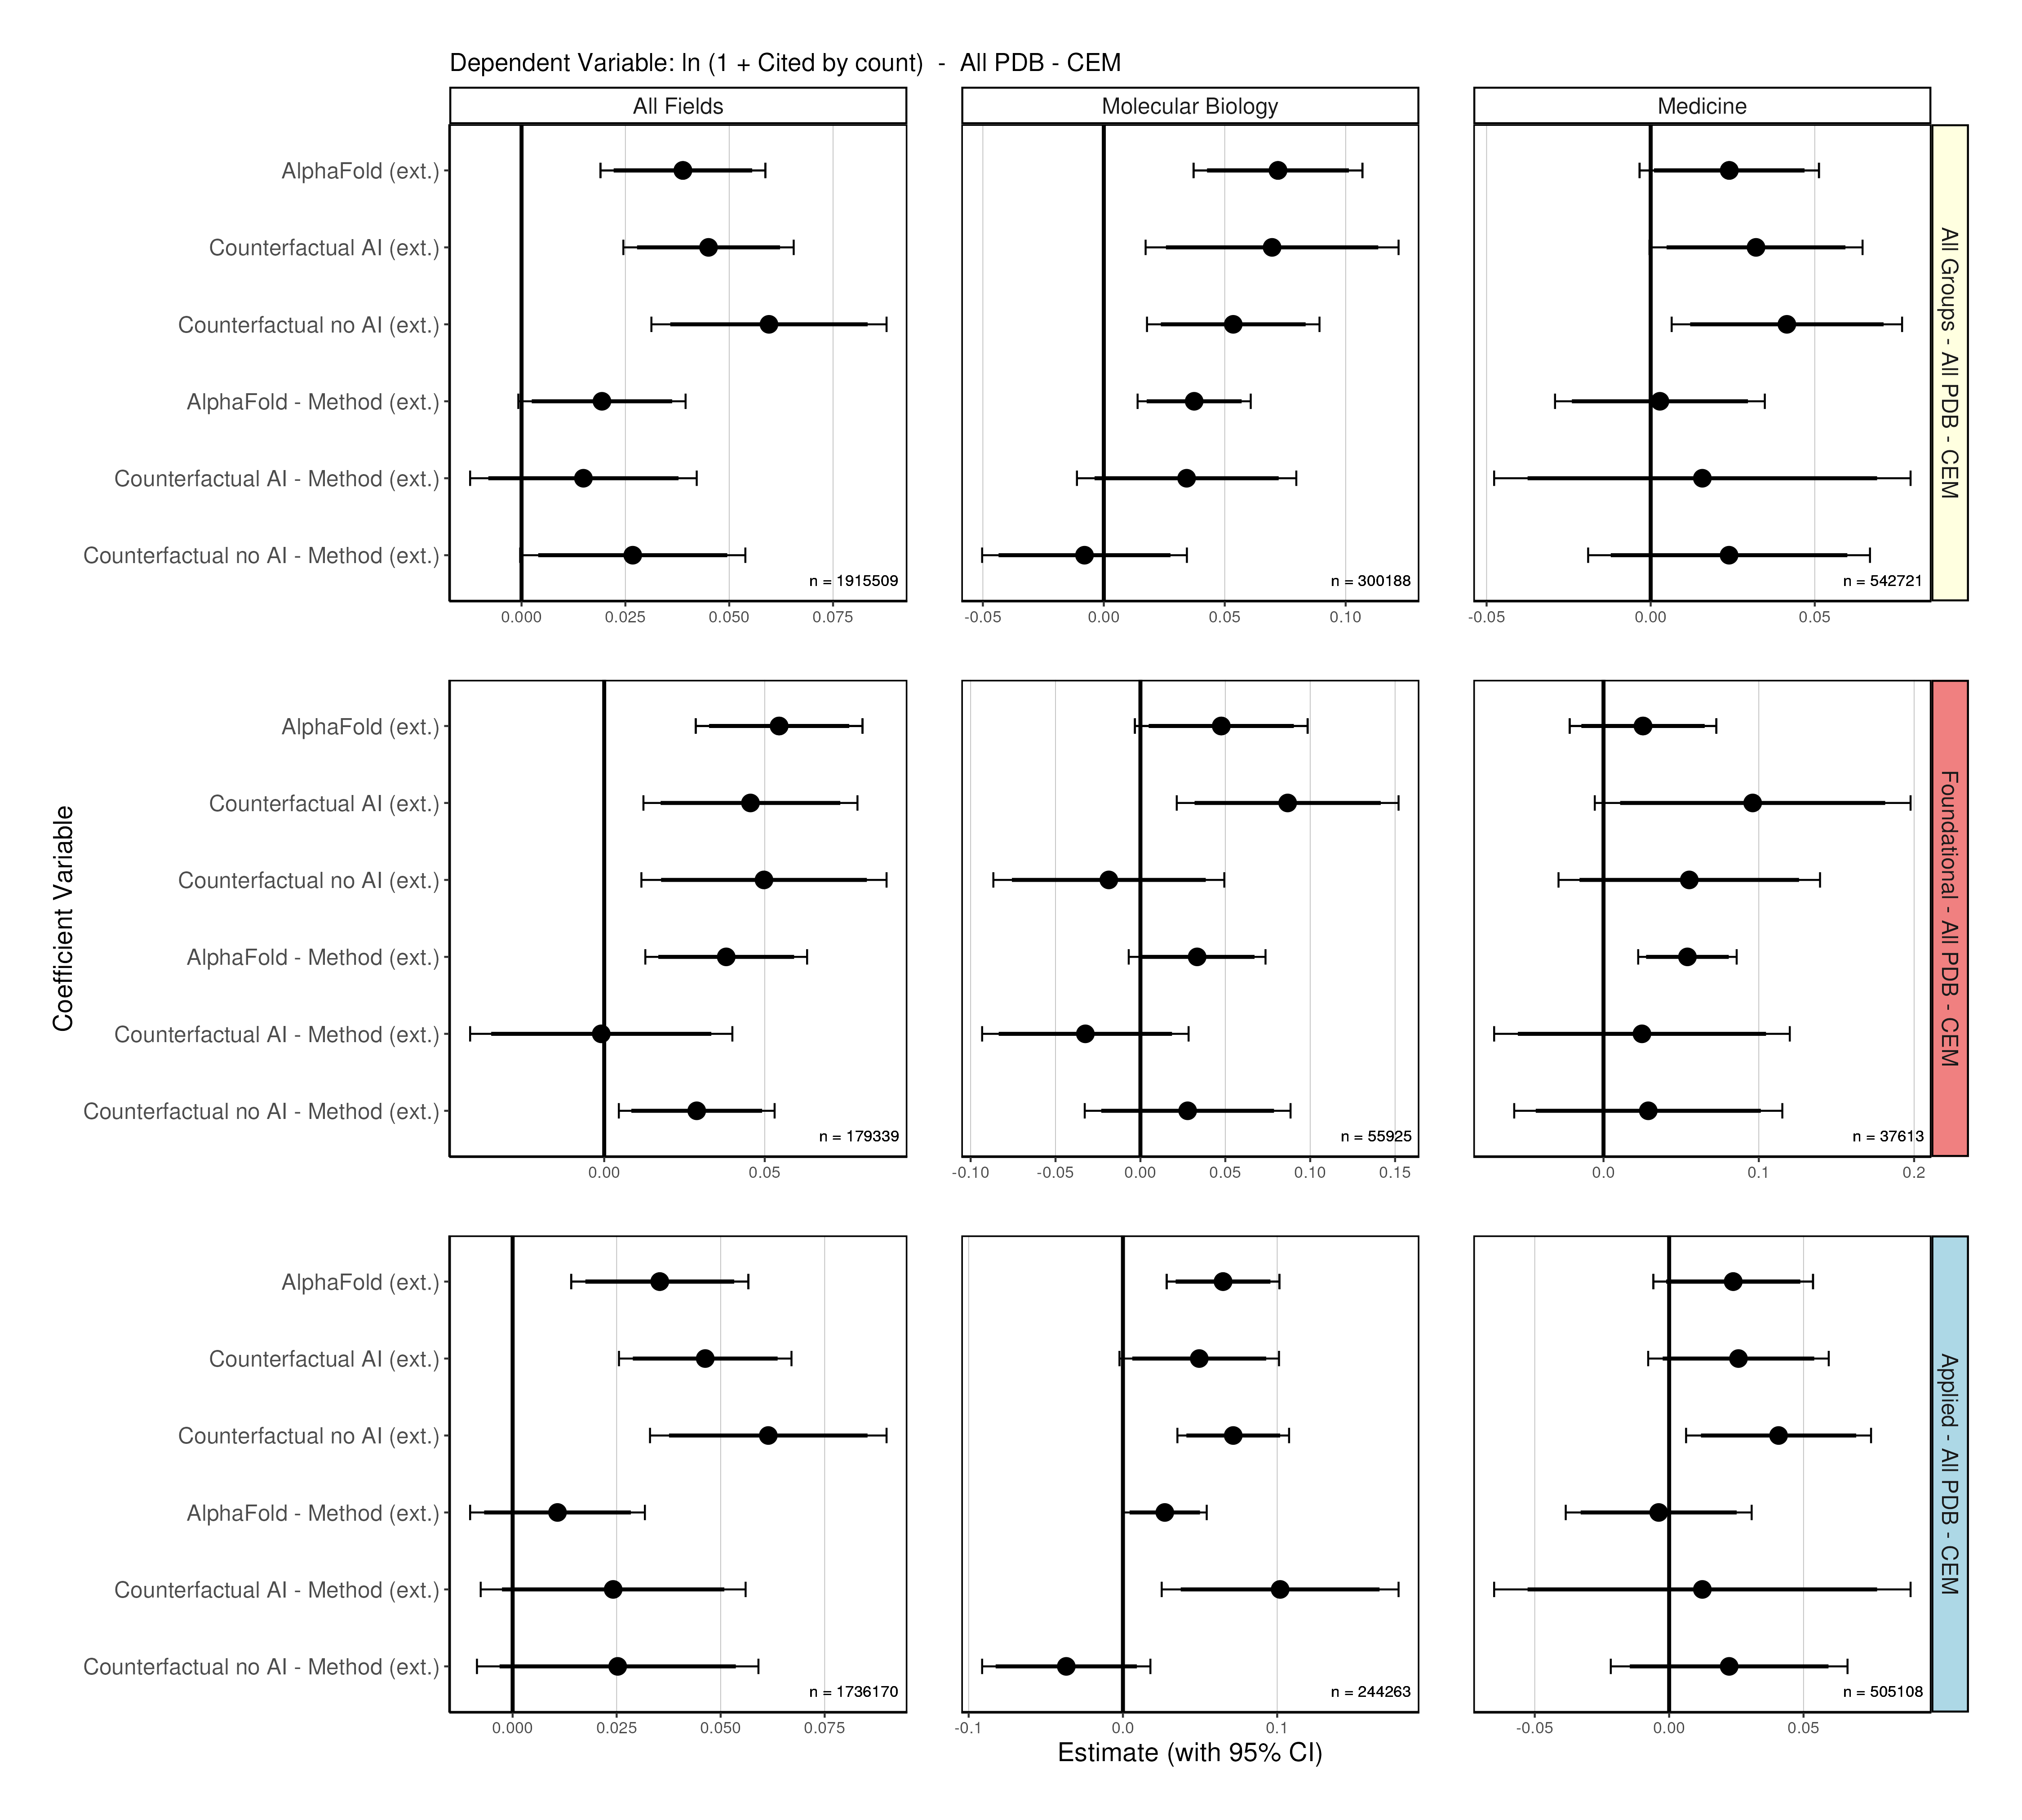 Dependent Variable: ln (1 + Cited by count)  -  All PDB - CEM
All Fields
Molecular Biology
Medicine
AlphaFold (ext.)
Counterfactual AI (ext.)
Counterfactual no AI (ext.)
AlphaFold - Method (ext.)
Counterfactual AI - Method (ext.)
Counterfactual no AI - Method (ext.)
n = 1915509
n = 300188
n = 542721
0.000 0.025 0.050 0.075
-0.05 0.00 0.05 0.10
-0.05 0.00 0.05
All Groups - All PDB - CEM
Coefficient Variable
AlphaFold (ext.)
Counterfactual AI (ext.)
Counterfactual no AI (ext.)
AlphaFold - Method (ext.)
Counterfactual AI - Method (ext.)
Counterfactual no AI - Method (ext.)
n = 179339
n = 55925
n = 37613
0.00 0.05
-0.10 -0.05 0.00 0.05 0.10 0.15
0.0 0.1 0.2
Foundational - All PDB - CEM
AlphaFold (ext.)
Counterfactual AI (ext.)
Counterfactual no AI (ext.)
AlphaFold - Method (ext.)
Counterfactual AI - Method (ext.)
Counterfactual no AI - Method (ext.)
n = 1736170
n = 244263
n = 505108
0.000 0.025 0.050 0.075
-0.1 0.0 0.1
-0.05 0.00 0.05
Applied - All PDB - CEM
Estimate (with 95% CI)